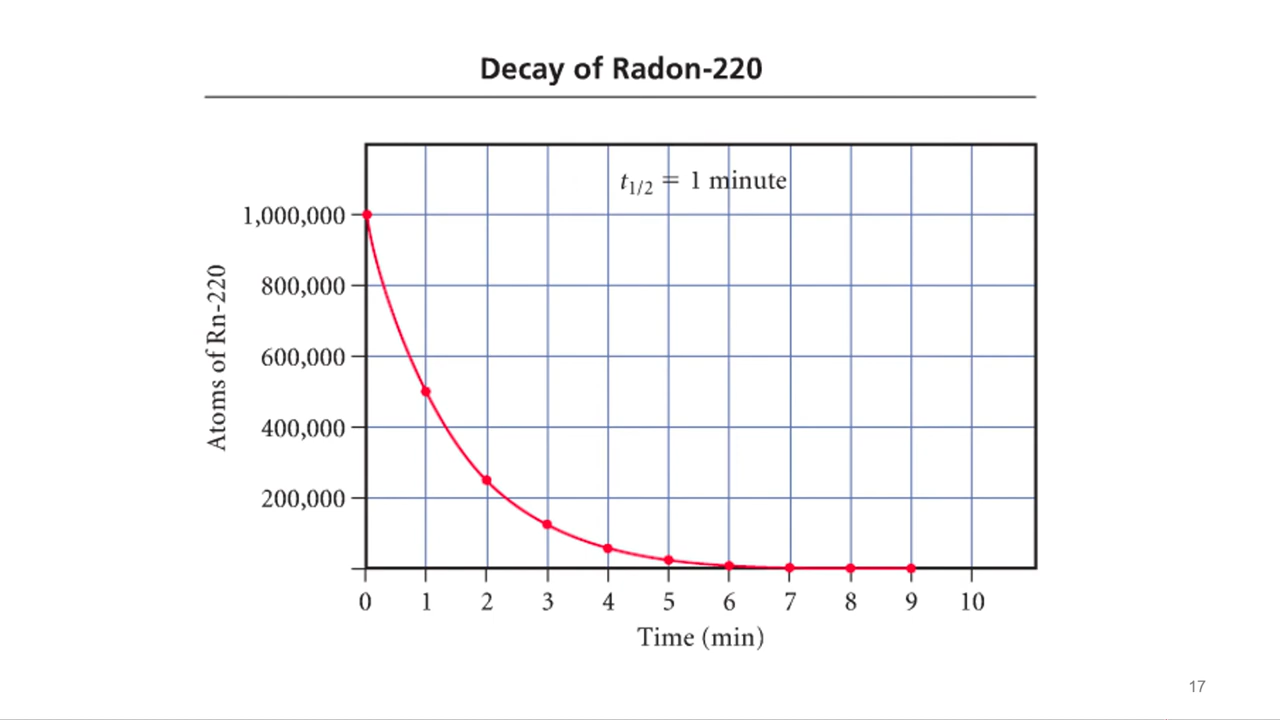 Decay of Radon-220
t1/2 = 1 minute
1,000,000
800,000
600,000
400,000
200,000
Atoms of Rn-220
0 1 2 3 4 5 6 7 8 9 10
Time (min)
17